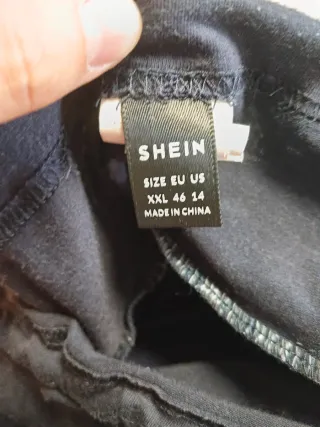 SHEIN
SIZE EU US
XXL 46 14
MADE IN CHINA